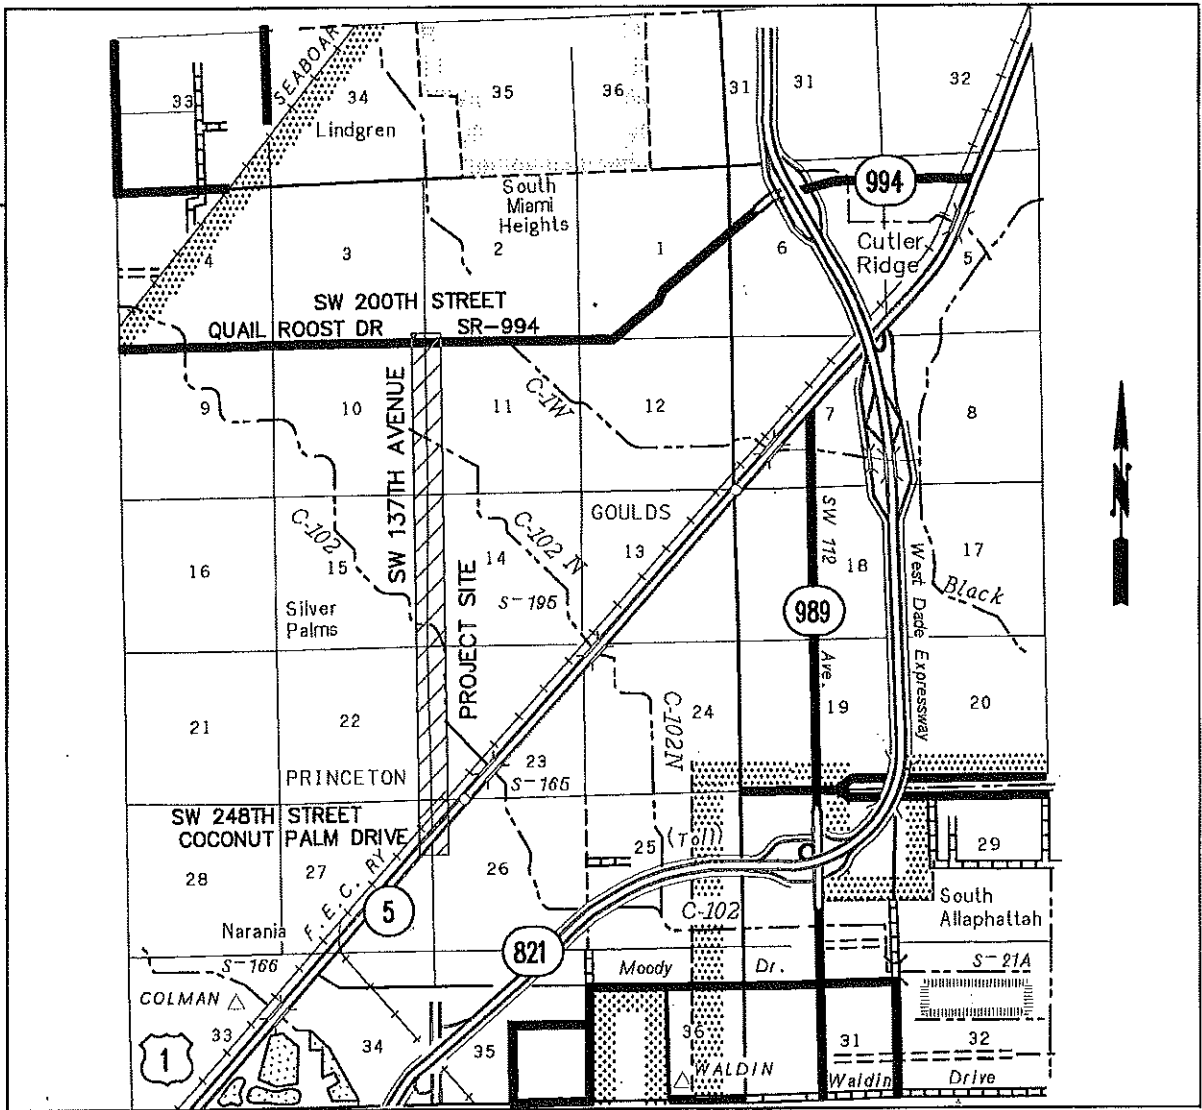 33
SEABOAR
34
Lindgren
35
36
31
31
32
994
South
Miami
Heights
Cutler
Ridge
4
3
2
1
6
5
SW 200TH STREET
QUAIL ROOST DR
SR-994
C-1W
9
10
SW 137TH AVENUE
11
12
7
8
C-102
C-102 N
GOULDS
13
16
15
14
S-195
SW 112
Ave.
989
18
West Dade Expressway
17
Black
Silver
Palms
PROJECT SITE
21
22
23
S-165
C-102N
24
19
20
PRINCETON
SW 248TH STREET
COCONUT PALM DRIVE
28
27
F. E. C. RY
26
25
(Toll)
29
5
C-102
South
Allaphattah
Narania
S-166
821
Moody
Dr.
S-21A
COLMAN
33
1
34
35
36
WALDIN
31
32
Waldin
Drive
N